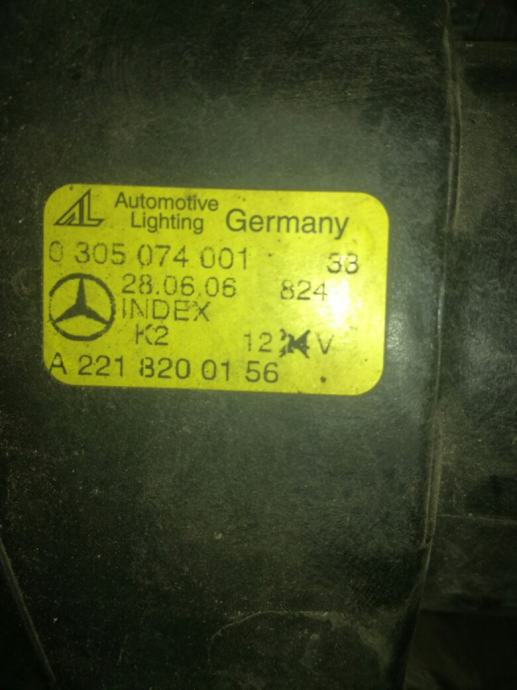 AL Automotive Lighting Germany
0 305 074 001 33
28.06.06 824
INDEX
K2 12 V
A 221 820 01 56